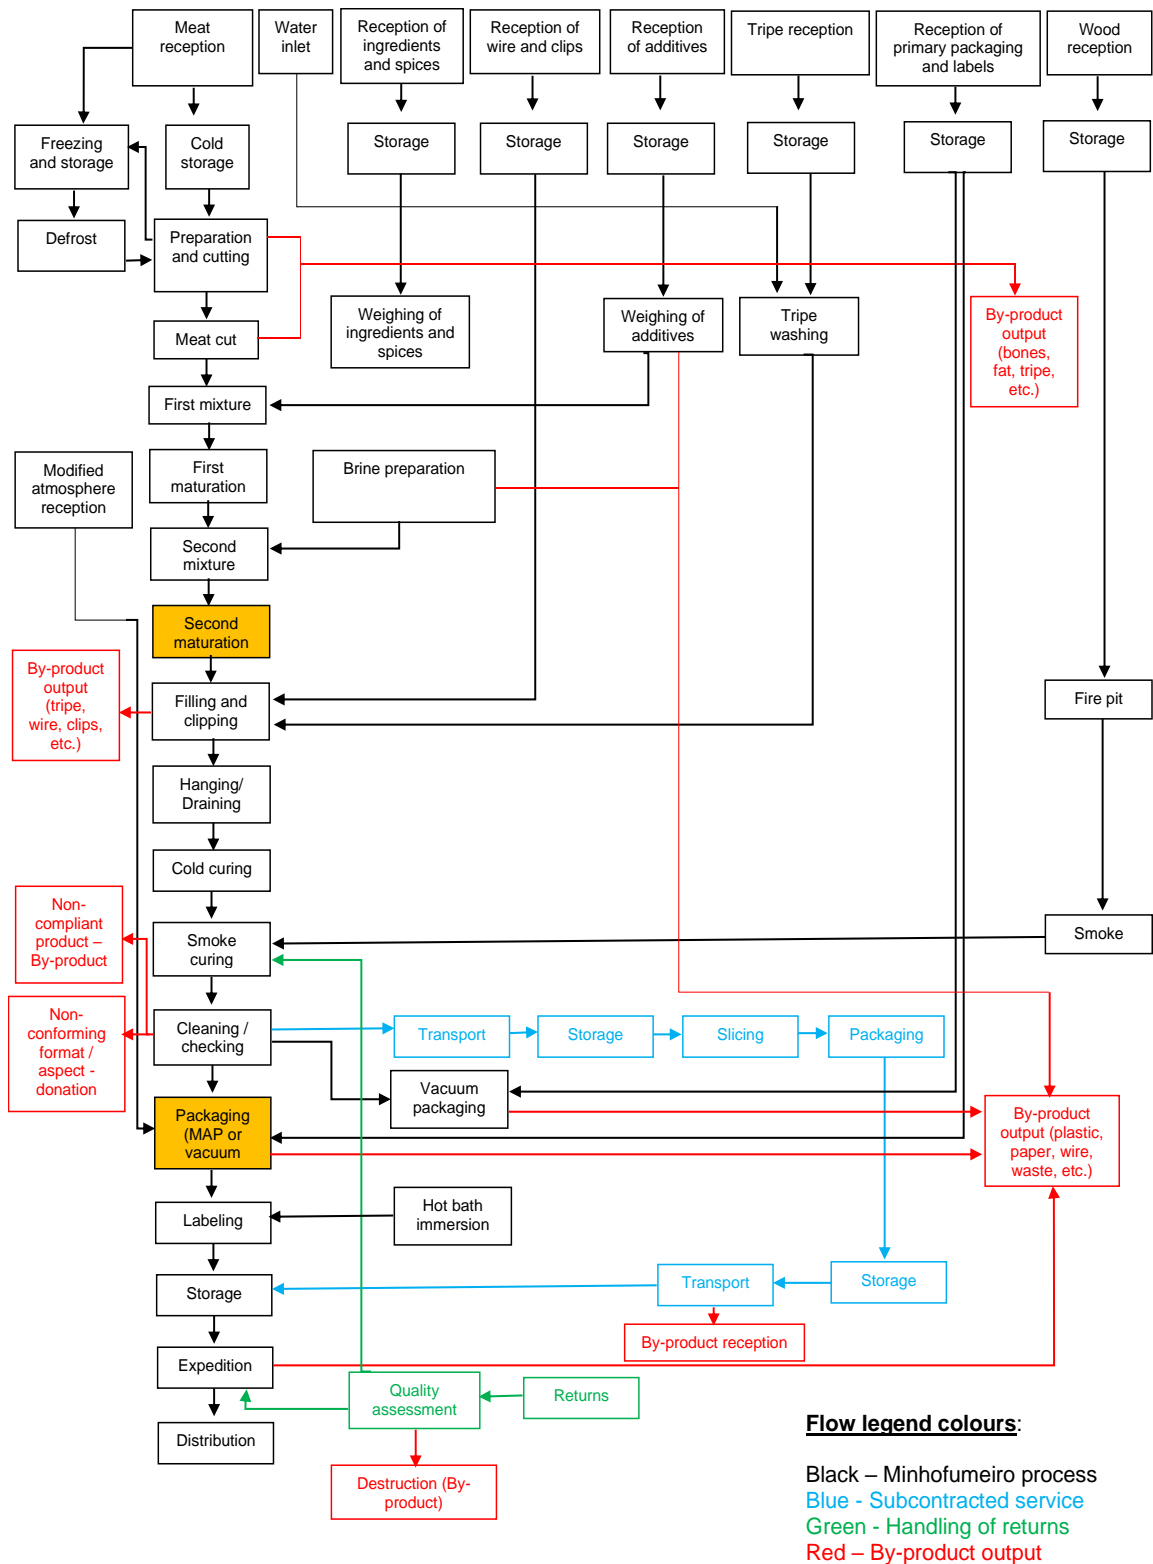 Meat
reception
Water
inlet
Reception of
ingredients
and spices
Reception of
wire and clips
Reception
of additives
Tripe reception
Reception of
primary packaging
and labels
Wood
reception
Freezing
and storage
Cold
storage
Storage
Storage
Storage
Storage
Storage
Storage
Defrost
Preparation
and cutting
Weighing of
ingredients and
spices
Weighing of
additives
Tripe
washing
By-product
output
(bones,
fat, tripe,
etc.)
Meat cut
First mixture
Modified
atmosphere
reception
First
maturation
Brine preparation
Second
mixture
Second
maturation
By-product
output
(tripe,
wire, clips,
etc.)
Filling and
clipping
Fire pit
Hanging/
Draining
Cold curing
Non-
compliant
product –
By-product
Smoke
curing
Smoke
Non-
conforming
format /
aspect -
donation
Cleaning /
checking
Transport
Storage
Slicing
Packaging
Vacuum
packaging
Packaging
(MAP or
vacuum
By-product
output (plastic,
paper, wire,
waste, etc.)
Labeling
Hot bath
immersion
Storage
Transport
Storage
By-product reception
Expedition
Quality
assessment
Returns
Distribution
Destruction (By-
product)
Flow legend colours:
Black – Minhofumeiro process
Blue - Subcontracted service
Green - Handling of returns
Red – By-product output